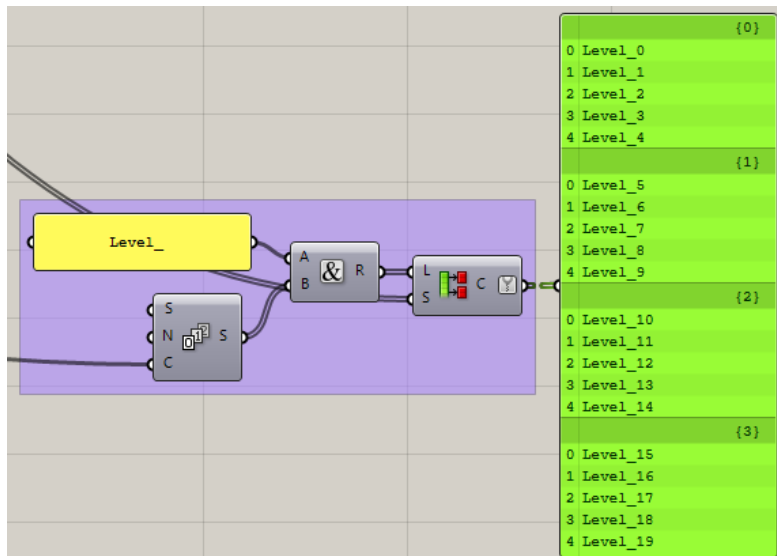 Level_
A
B
&
R
S
N
C
012
S
L
S
C
{0}
0 Level_0
1 Level_1
2 Level_2
3 Level_3
4 Level_4
{1}
0 Level_5
1 Level_6
2 Level_7
3 Level_8
4 Level_9
{2}
0 Level_10
1 Level_11
2 Level_12
3 Level_13
4 Level_14
{3}
0 Level_15
1 Level_16
2 Level_17
3 Level_18
4 Level_19